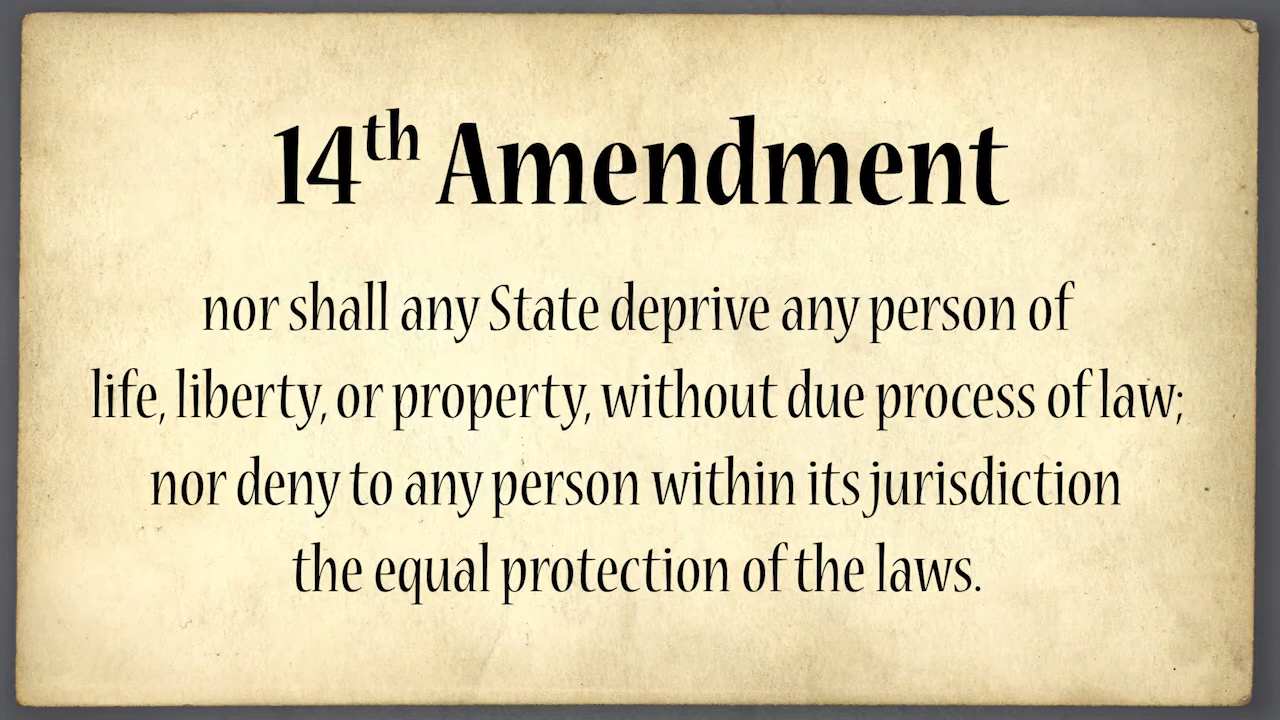 14th Amendment
nor shall any State deprive any person of
life, liberty, or property, without due process of law;
nor deny to any person within its jurisdiction
the equal protection of the laws.